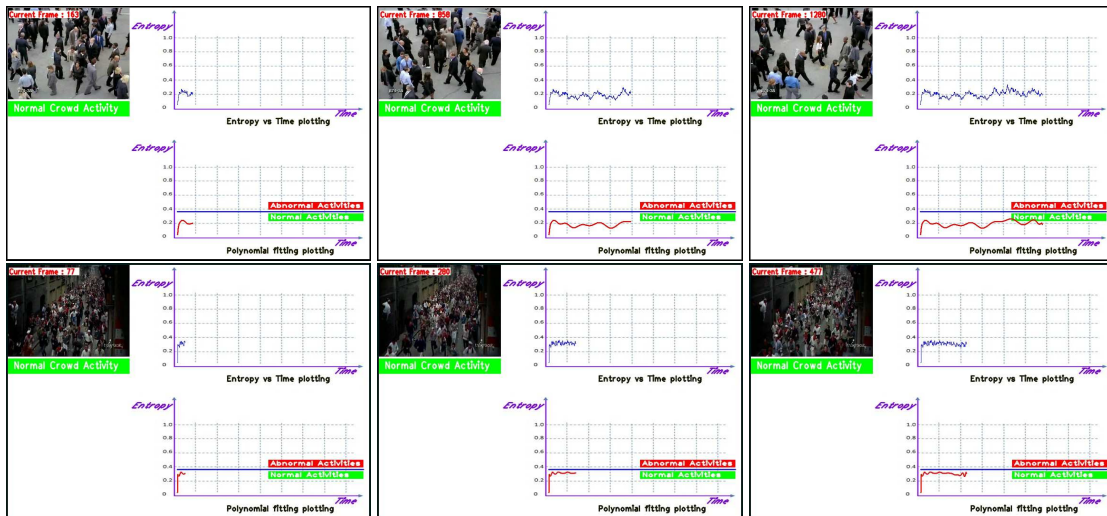 Current Frame : 163
Normal Crowd Activity
Entropy
1.0
0.8
0.6
0.4
0.2
0
Time
Entropy vs Time plotting
Entropy
1.0
0.8
0.6
0.4
0.2
0
Abnormal Activities
Normal Activities
Time
Polynomial fitting plotting
Current Frame : 858
Normal Crowd Activity
Entropy
1.0
0.8
0.6
0.4
0.2
0
Time
Entropy vs Time plotting
Entropy
1.0
0.8
0.6
0.4
0.2
0
Abnormal Activities
Normal Activities
Time
Polynomial fitting plotting
Current Frame : 1280
Normal Crowd Activity
Entropy
1.0
0.8
0.6
0.4
0.2
0
Time
Entropy vs Time plotting
Entropy
1.0
0.8
0.6
0.4
0.2
0
Abnormal Activities
Normal Activities
Time
Polynomial fitting plotting
Current Frame : 77
Normal Crowd Activity
Entropy
1.0
0.8
0.6
0.4
0.2
0
Time
Entropy vs Time plotting
Entropy
1.0
0.8
0.6
0.4
0.2
0
Abnormal Activities
Normal Activities
Time
Polynomial fitting plotting
Current Frame : 280
Normal Crowd Activity
Entropy
1.0
0.8
0.6
0.4
0.2
0
Time
Entropy vs Time plotting
Entropy
1.0
0.8
0.6
0.4
0.2
0
Abnormal Activities
Normal Activities
Time
Polynomial fitting plotting
Current Frame : 477
Normal Crowd Activity
Entropy
1.0
0.8
0.6
0.4
0.2
0
Time
Entropy vs Time plotting
Entropy
1.0
0.8
0.6
0.4
0.2
0
Abnormal Activities
Normal Activities
Time
Polynomial fitting plotting